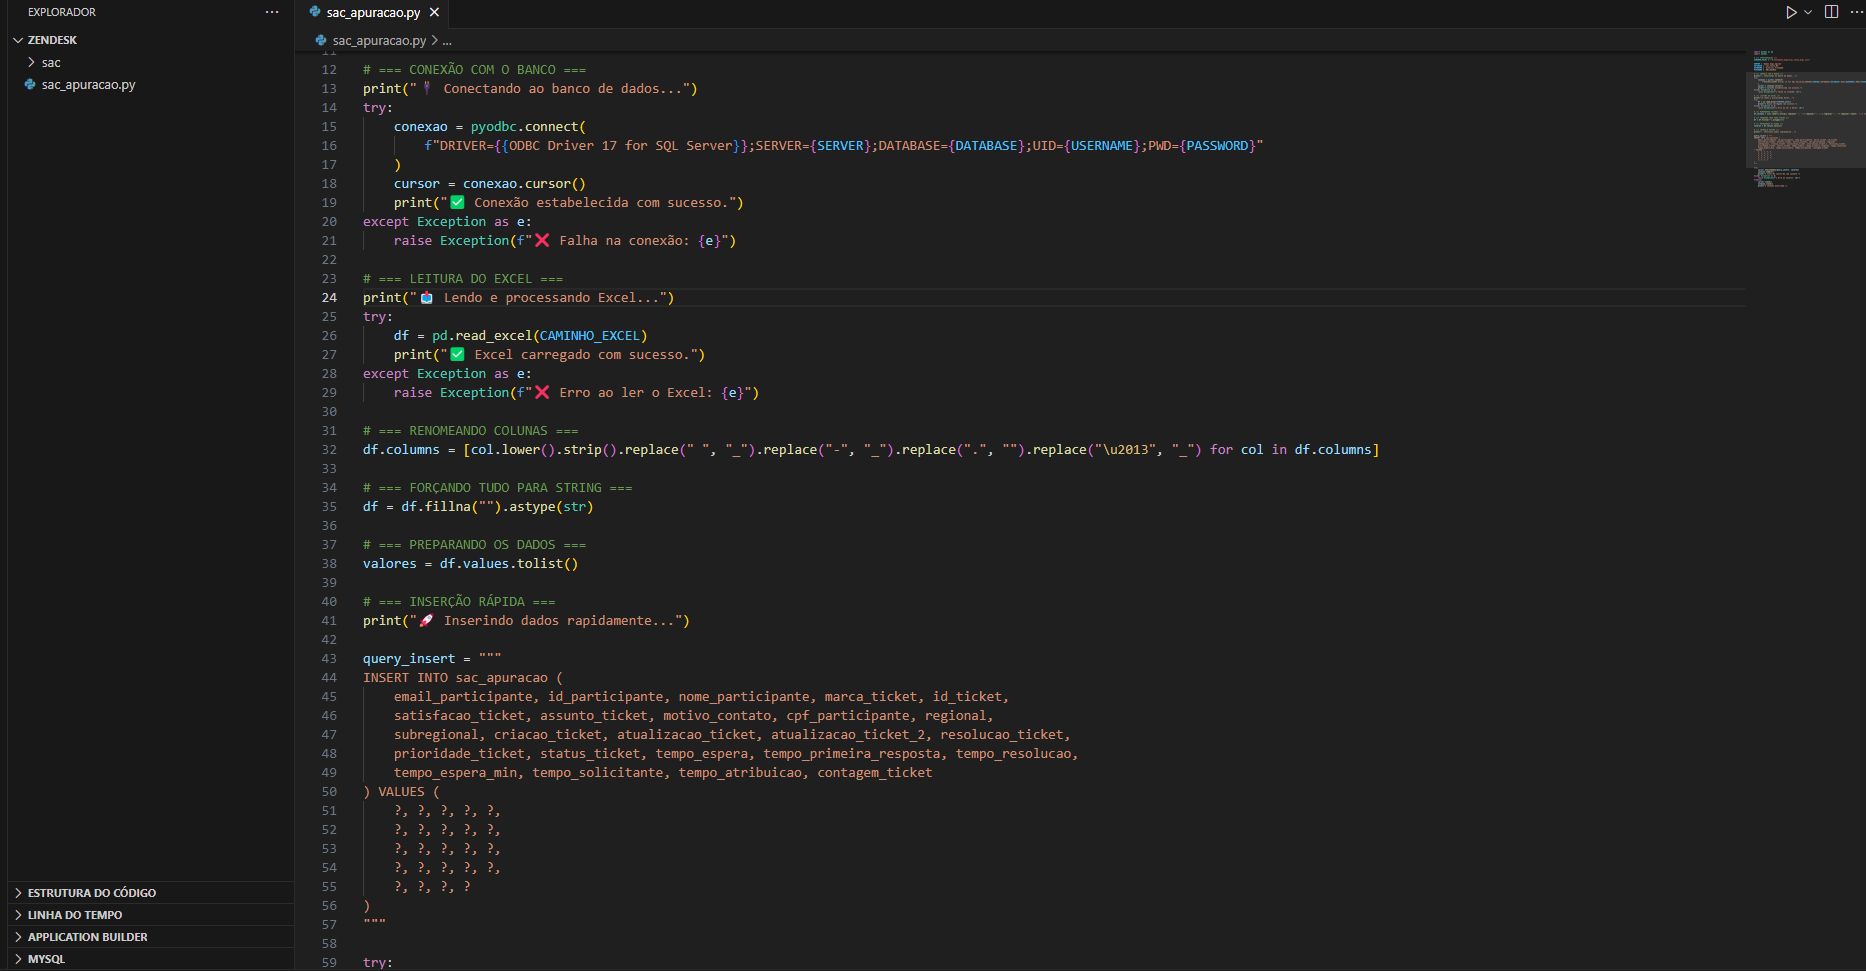 EXPLORADOR
ZENDESK
sac
sac_apuracao.py
ESTRUTURA DO CÓDIGO
LINHA DO TEMPO
APPLICATION BUILDER
MYSQL
sac_apuracao.py
sac_apuracao.py > ...
11
12 # === CONEXÃO COM O BANCO ===
13 print("🔌 Conectando ao banco de dados...")
14 try:
15     conexao = pyodbc.connect(
16         f"DRIVER={{ODBC Driver 17 for SQL Server}};SERVER={SERVER};DATABASE={DATABASE};UID={USERNAME};PWD={PASSWORD}"
17     )
18     cursor = conexao.cursor()
19     print("✅ Conexão estabelecida com sucesso.")
20 except Exception as e:
21     raise Exception(f"❌ Falha na conexão: {e}")
22
23 # === LEITURA DO EXCEL ===
24 print("📥 Lendo e processando Excel...")
25 try:
26     df = pd.read_excel(CAMINHO_EXCEL)
27     print("✅ Excel carregado com sucesso.")
28 except Exception as e:
29     raise Exception(f"❌ Erro ao ler o Excel: {e}")
30
31 # === RENOMEANDO COLUNAS ===
32 df.columns = [col.lower().strip().replace(" ", "_").replace("-", "_").replace(".", "").replace("\u2013", "_") for col in df.columns]
33
34 # === FORÇANDO TUDO PARA STRING ===
35 df = df.fillna("").astype(str)
36
37 # === PREPARANDO OS DADOS ===
38 valores = df.values.tolist()
39
40 # === INSERÇÃO RÁPIDA ===
41 print("🚀 Inserindo dados rapidamente...")
42
43 query_insert = """
44 INSERT INTO sac_apuracao (
45     email_participante, id_participante, nome_participante, marca_ticket, id_ticket,
46     satisfacao_ticket, assunto_ticket, motivo_contato, cpf_participante, regional,
47     subregional, criacao_ticket, atualizacao_ticket, atualizacao_ticket_2, resolucao_ticket,
48     prioridade_ticket, status_ticket, tempo_espera, tempo_primeira_resposta, tempo_resolucao,
49     tempo_espera_min, tempo_solicitante, tempo_atribuicao, contagem_ticket
50 ) VALUES (
51     ?, ?, ?, ?, ?,
52     ?, ?, ?, ?, ?,
53     ?, ?, ?, ?, ?,
54     ?, ?, ?, ?, ?,
55     ?, ?, ?, ?
56 )
57 """
58
59 try: